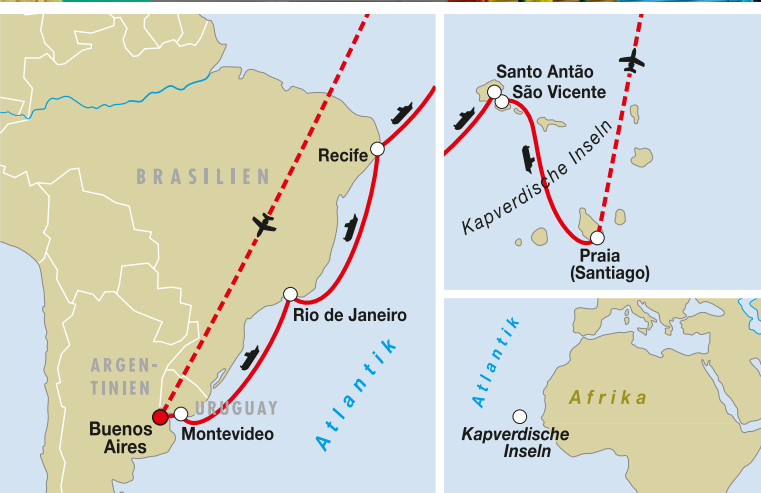 BRASILIEN
Recife
Rio de Janeiro
ARGEN-
TINIEN
URUGUAY
Buenos
Aires
Montevideo
Atlantik
Santo Antão
São Vicente
Kapverdische Inseln
Praia
(Santiago)
Atlantik
Afrika
Kapverdische
Inseln